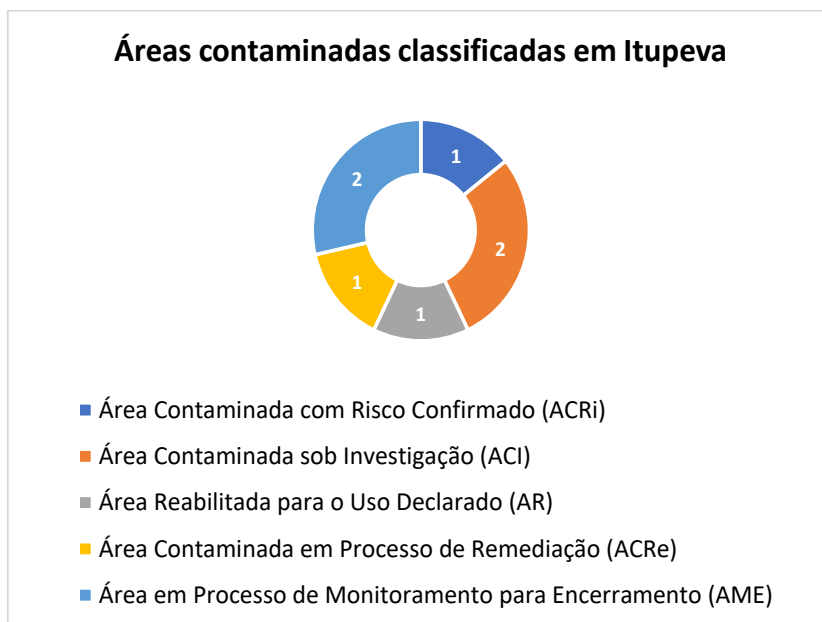 Áreas contaminadas classificadas em Itupeva
1
2
1
1
2
Área Contaminada com Risco Confirmado (ACRi)
Área Contaminada sob Investigação (ACI)
Área Reabilitada para o Uso Declarado (AR)
Área Contaminada em Processo de Remediação (ACRe)
Área em Processo de Monitoramento para Encerramento (AME)